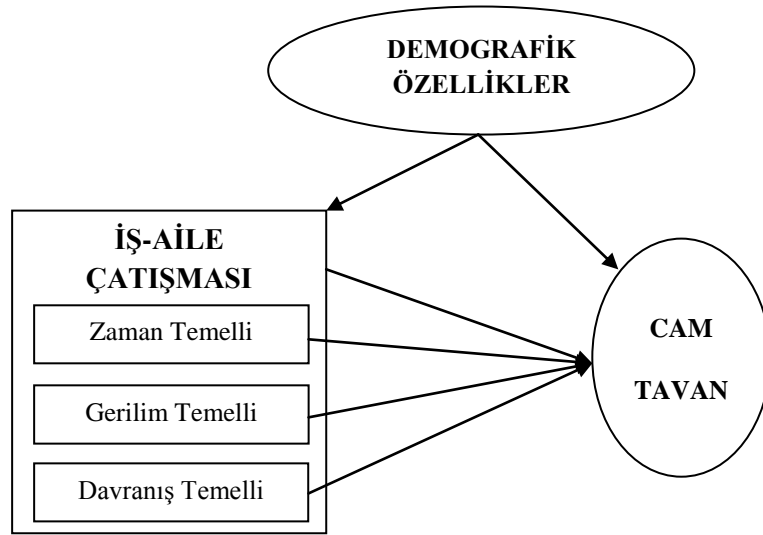 DEMOGRAFİK
ÖZELLİKLER
İŞ-AİLE
ÇATIŞMASI
Zaman Temelli
Gerilim Temelli
Davranış Temelli
CAM
TAVAN